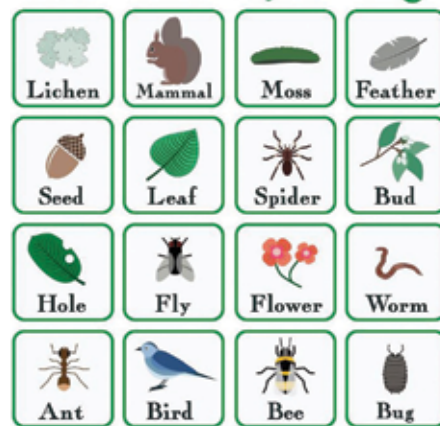 Lichen Mammal Moss Feather
Seed Leaf Spider Bud
Hole Fly Flower Worm
Ant Bird Bee Bug